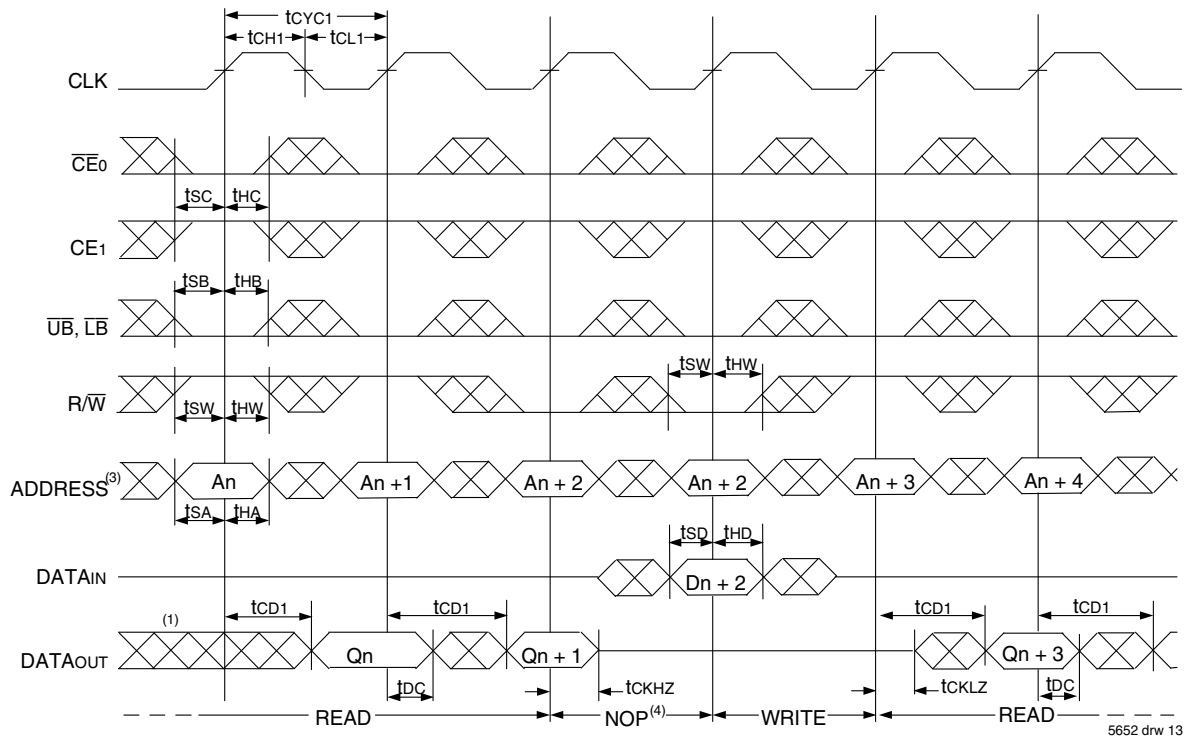 tCYC1
tCH1 tCL1
CLK
CE0
tSC tHC
CE1
tSB tHB
UB, LB
tSW tHW
R/W
tSW tHW
ADDRESS(3) An An +1 An + 2 An + 2 An + 3 An + 4
tSA tHA
tSD tHD
DATAIN Dn + 2
(1) tCD1 tCD1 tCD1 tCD1
DATAOUT Qn Qn + 1 Qn + 3
tDC tCKHZ tCKLZ tDC
READ NOP(4) WRITE READ
5652 drw 13